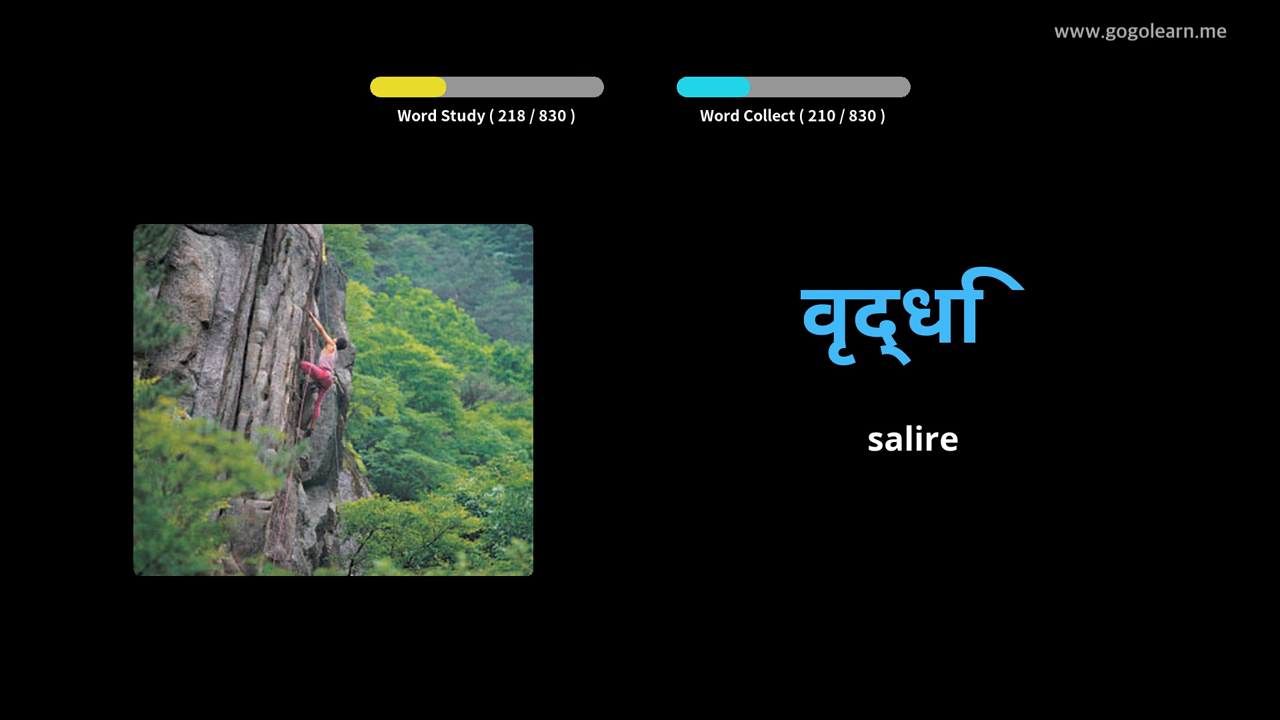 www.gogolearn.me
Word Study ( 218 / 830 )
Word Collect ( 210 / 830 )
वृद्धि
salire